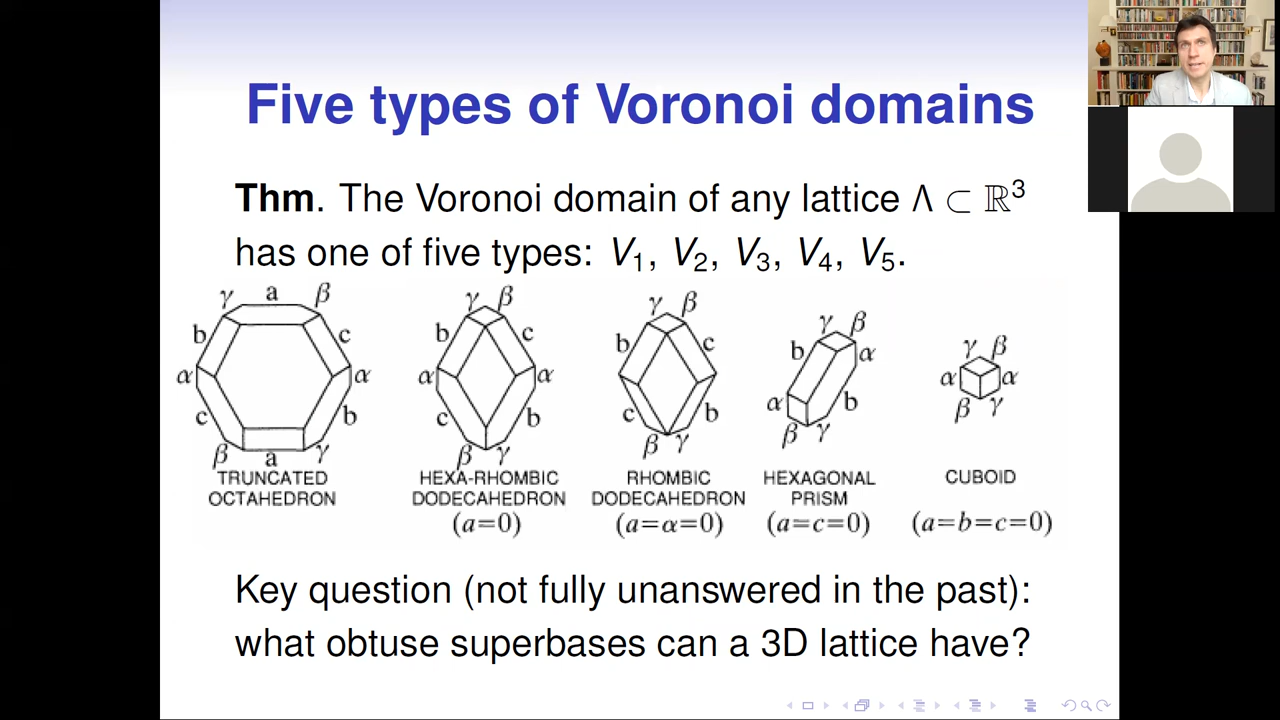 Five types of Voronoi domains
Thm. The Voronoi domain of any lattice Λ ⊂ ℝ³
has one of five types: V₁, V₂, V₃, V₄, V₅.
γ a β
b c
α α
c b
β a γ
TRUNCATED
OCTAHEDRON
γ β
b c
α α
c b
β γ
HEXA-RHOMBIC
DODECAHEDRON
(a=0)
γ β
b c
c b
β γ
RHOMBIC
DODECAHEDRON
(a=α=0)
γ β
b α
α b
β γ
HEXAGONAL
PRISM
(a=c=0)
γ β
α α
β γ
CUBOID
(a=b=c=0)
Key question (not fully unanswered in the past):
what obtuse superbases can a 3D lattice have?